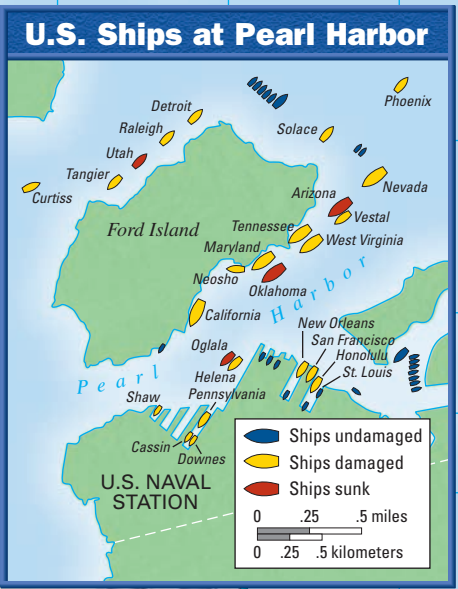 U.S. Ships at Pearl Harbor
Phoenix
Detroit
Raleigh
Solace
Utah
Tangier
Curtiss
Nevada
Arizona
Vestal
Ford Island
Tennessee
West Virginia
Maryland
Neosho
Oklahoma
California
Pearl Harbor
New Orleans
San Francisco
Honolulu
St. Louis
Oglala
Helena
Pennsylvania
Shaw
Cassin
Downes
U.S. NAVAL
STATION
Ships undamaged
Ships damaged
Ships sunk
0 .25 .5 miles
0 .25 .5 kilometers